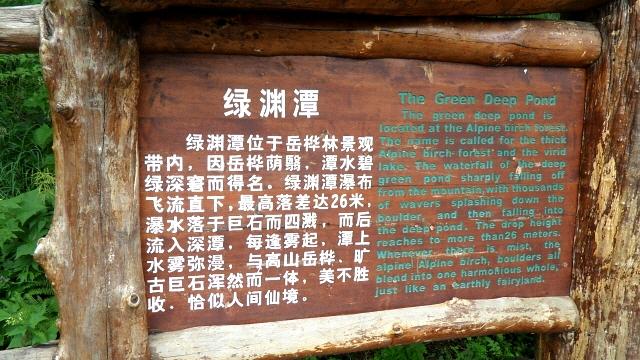 绿渊潭
绿渊潭位于岳桦林景观
带内，因岳桦荫翳，潭水碧
绿深窘而得名。绿渊潭瀑布
飞流直下，最高落差达26米，
瀑水落于巨石而四溅，而后
流入深潭，每逢雾起，潭上
水雾弥漫，与高山岳桦、旷
古巨石浑然而一体，美不胜
收。恰似人间仙境。
The Green Deep Pond
The green deep pond is
located at the Alpine birch forest.
The name is called for the thick
Alpine birch forest and the virid
lake. The waterfall of the deep
green pond sharply falling off
from the mountain, with thousands
of wavers splashing down the
boulder, and then falling into
the deep pond. The drop height
reaches to more than26 meters.
Whenever there is mist, the
alpine Alpine birch, boulders all
blend into one harmonious whole,
just like an earthly fairyland.